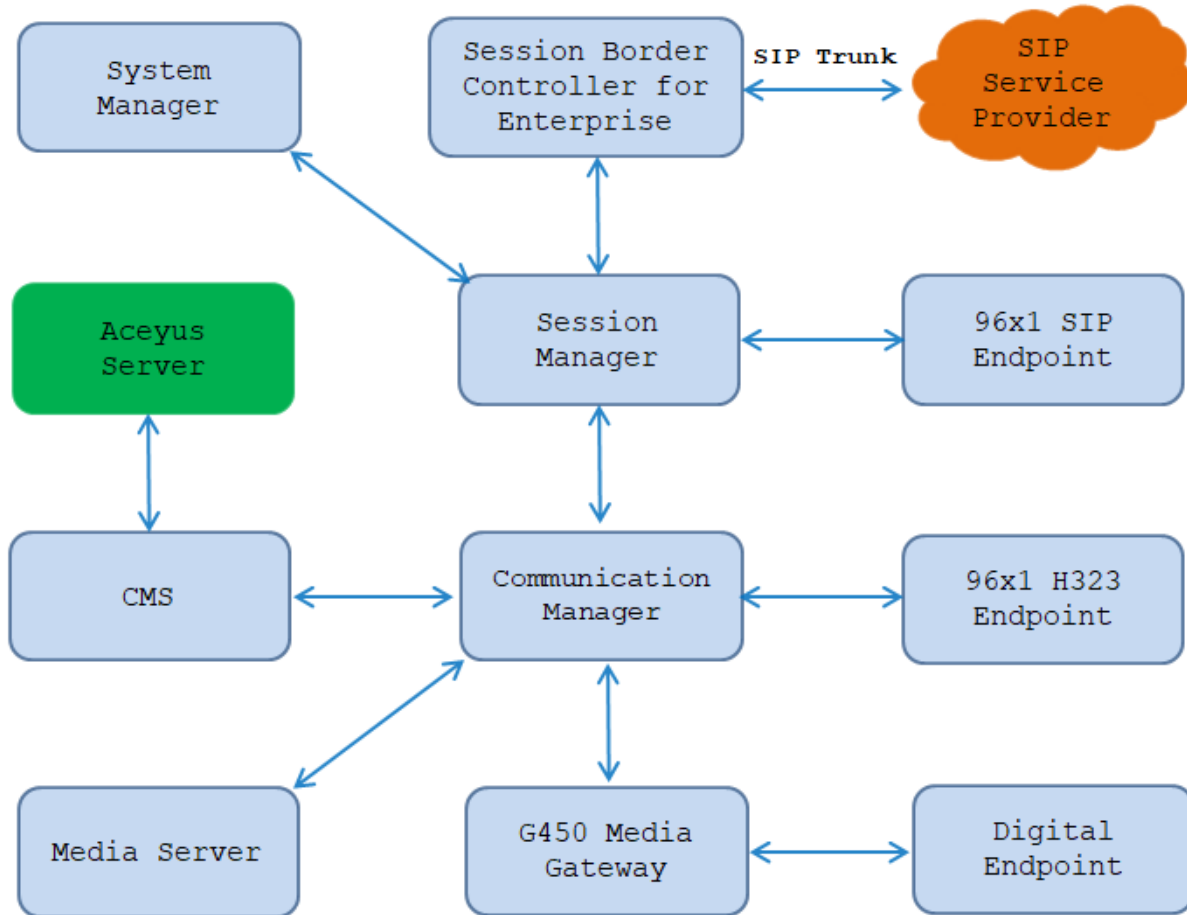 System
Manager
Session Border
Controller for
Enterprise
SIP Trunk
SIP
Service
Provider
Aceyus
Server
Session
Manager
96x1 SIP
Endpoint
CMS
Communication
Manager
96x1 H323
Endpoint
Media Server
G450 Media
Gateway
Digital
Endpoint